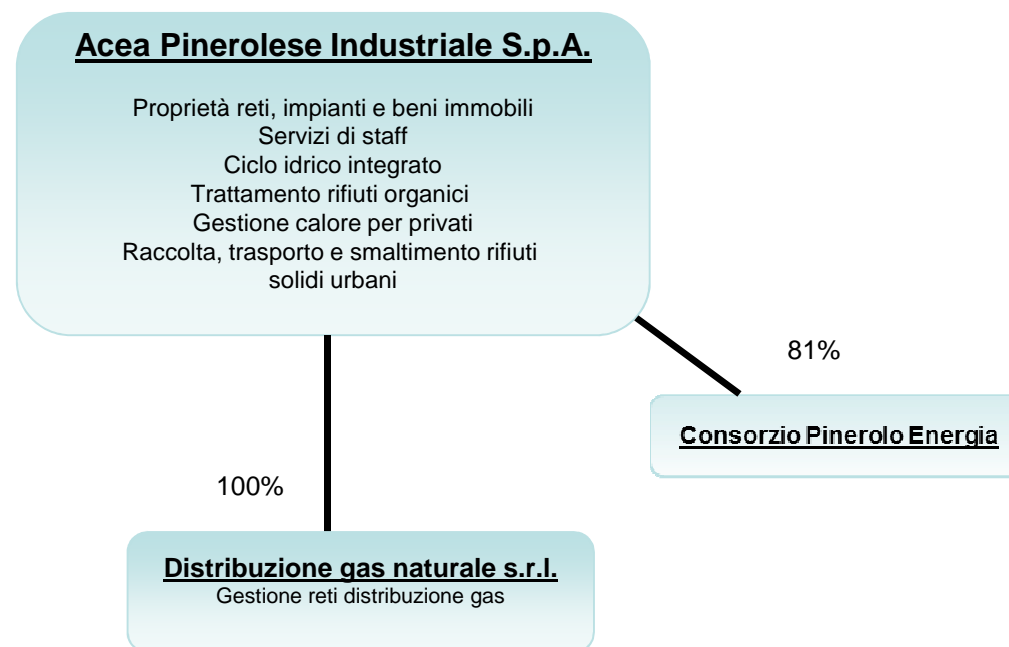 Acea Pinerolese Industriale S.p.A.
Proprietà reti, impianti e beni immobili
Servizi di staff
Ciclo idrico integrato
Trattamento rifiuti organici
Gestione calore per privati
Raccolta, trasporto e smaltimento rifiuti
solidi urbani
81%
Consorzio Pinerolo Energia
100%
Distribuzione gas naturale s.r.l.
Gestione reti distribuzione gas